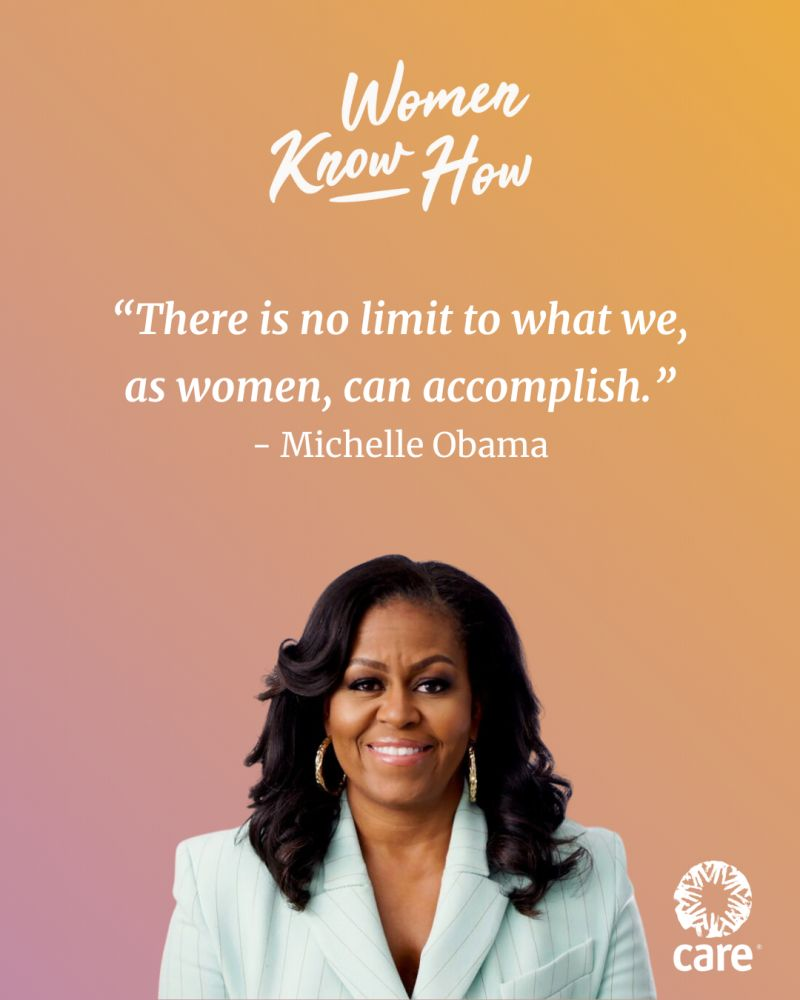 Women
Know How
“There is no limit to what we,
as women, can accomplish.”
- Michelle Obama
care®